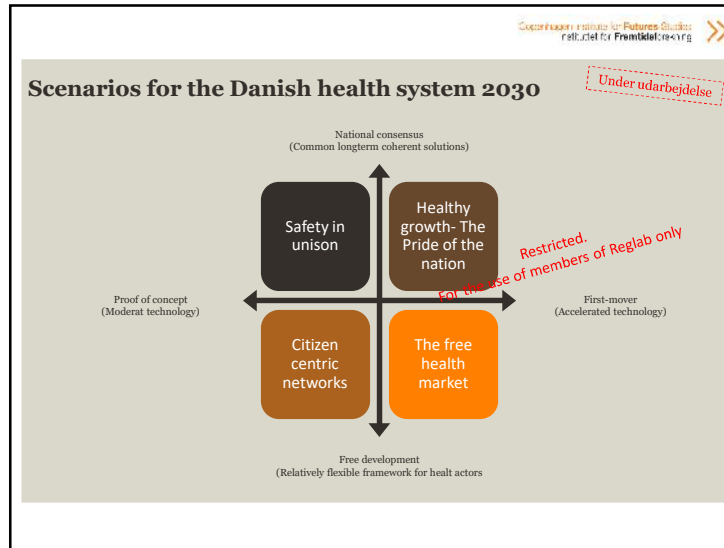 Copenhagen Institute for Futures Studies
Institutet for Fremtidsforskning
Scenarios for the Danish health system 2030
Under udarbejdelse
National consensus
(Common longterm coherent solutions)
Safety in
unison
Healthy
growth- The
Pride of the
nation
Restricted.
For the use of members of Reglab only
Proof of concept
(Moderat technology)
First-mover
(Accelerated technology)
Citizen
centric
networks
The free
health
market
Free development
(Relatively flexible framework for healt actors